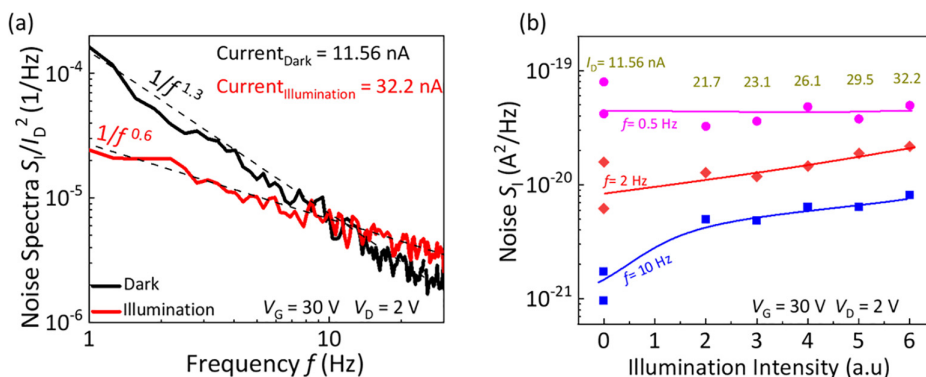 (a)
Noise Spectra S_I/I_D^2 (1/Hz)
10^-4
10^-5
10^-6
1/f^1.3
1/f^0.6
Current_Dark = 11.56 nA
Current_Illumination = 32.2 nA
Dark
Illumination
V_G = 30 V V_D = 2 V
1 10
Frequency f (Hz)
(b)
Noise S_I (A^2/Hz)
10^-19
10^-20
10^-21
I_D= 11.56 nA 21.7 23.1 26.1 29.5 32.2
f= 0.5 Hz
f= 2 Hz
f= 10 Hz
V_G = 30 V V_D = 2 V
0 1 2 3 4 5 6
Illumination Intensity (a.u)